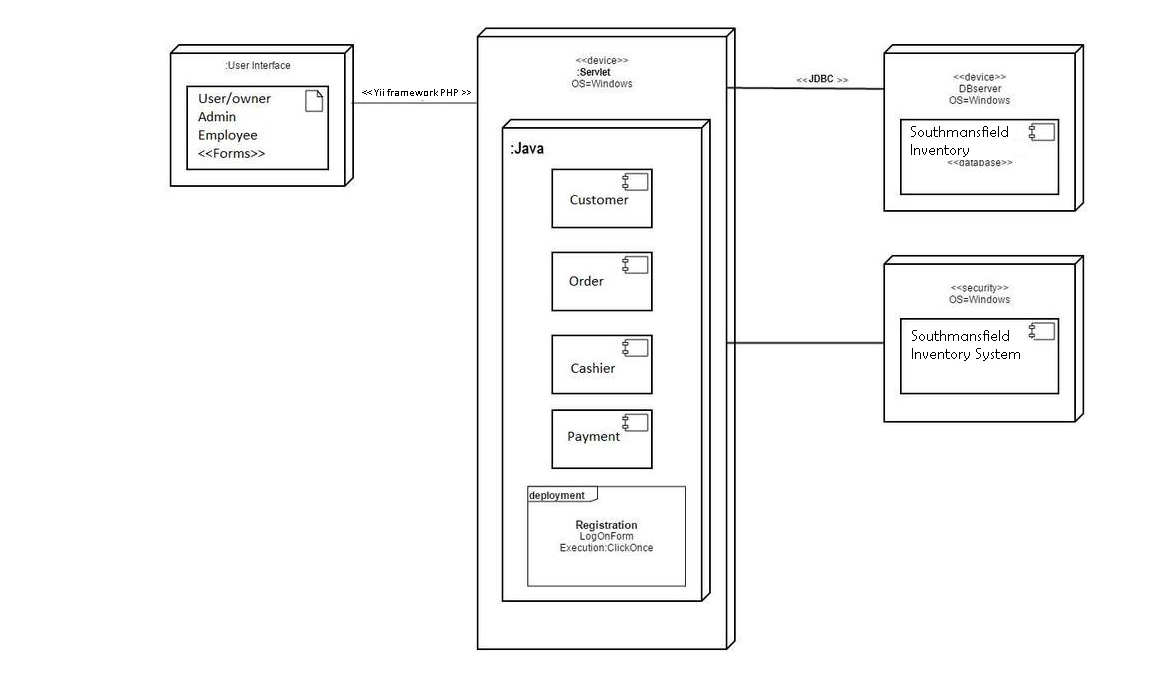 :User Interface
User/owner
Admin
Employee
<<Forms>>
<<Yii framework PHP >>
<<device>>
:Servlet
OS=Windows
:Java
Customer
Order
Cashier
Payment
deployment
Registration
LogOnForm
Execution:ClickOnce
<<JDBC >>
<<device>>
DBserver
OS=Windows
Southmansfield
Inventory
<<database>>
<<security>>
OS=Windows
Southmansfield
Inventory System